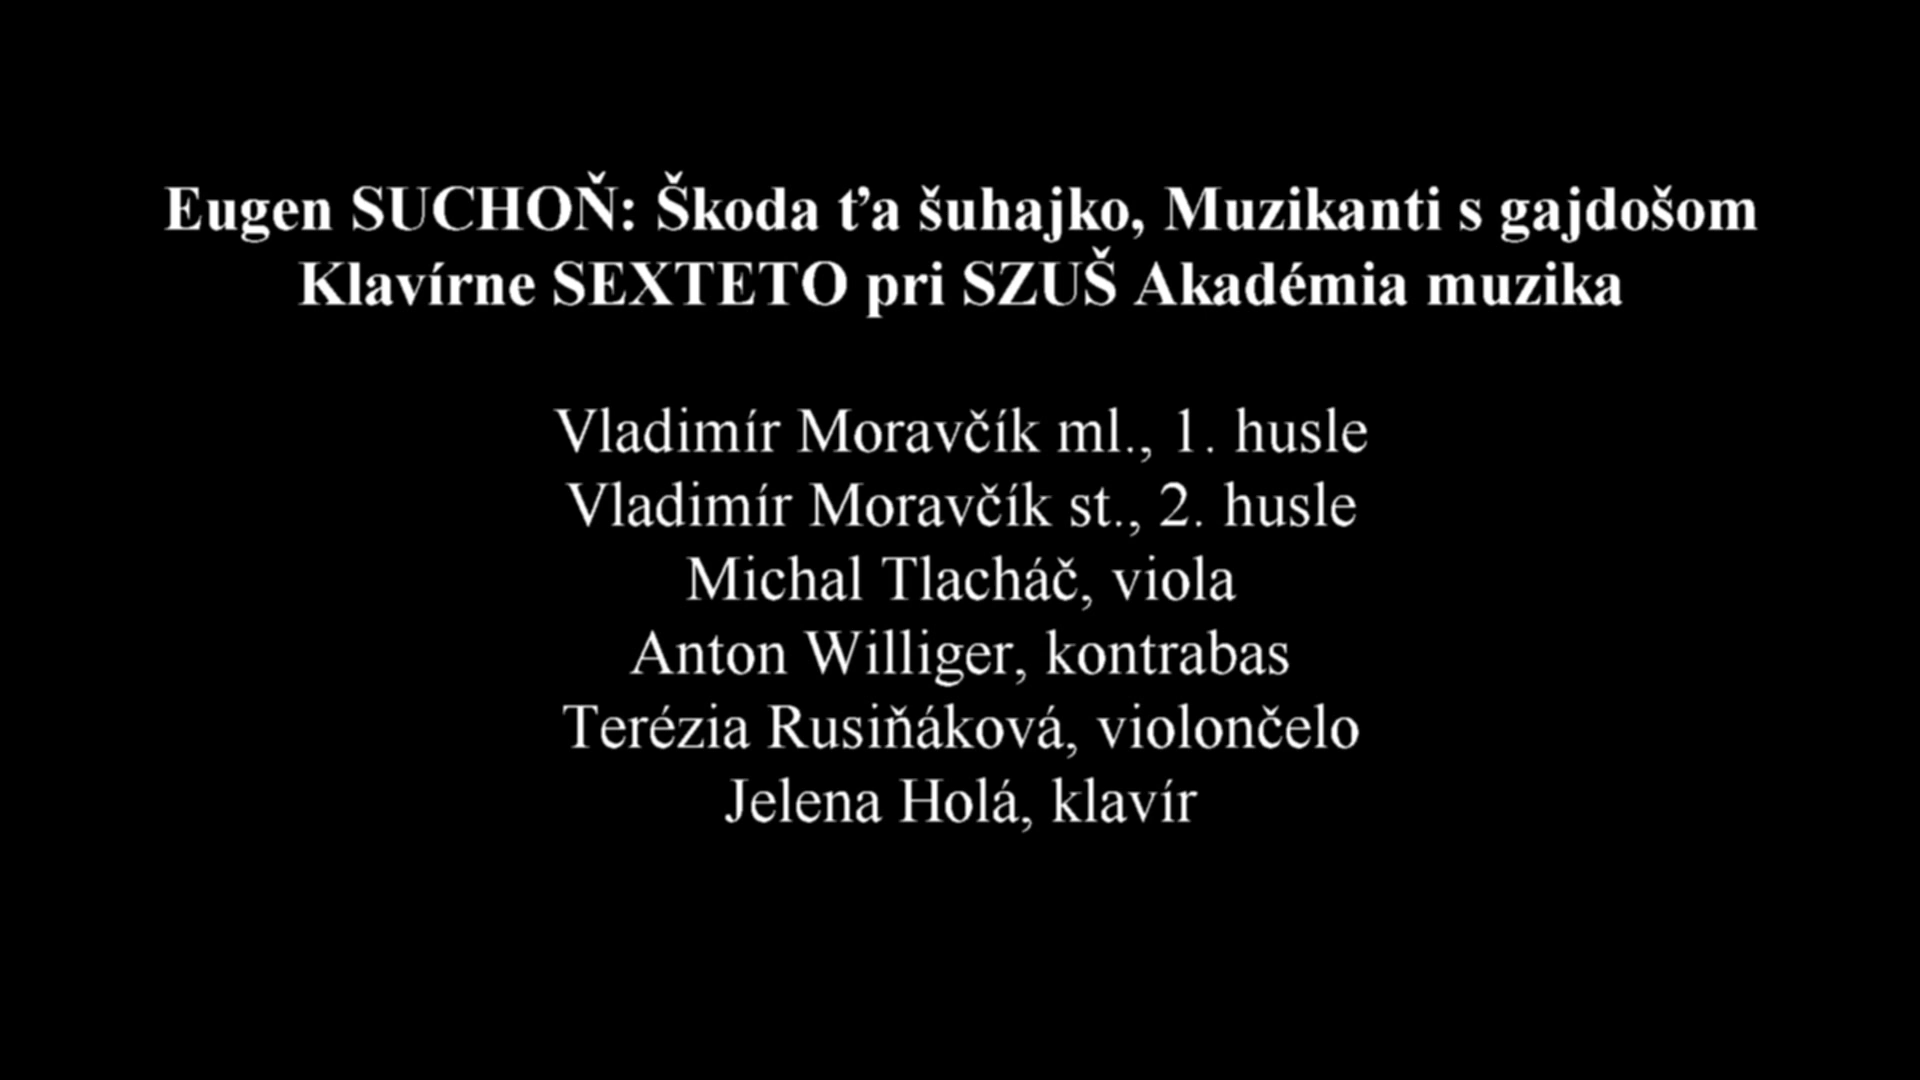 Eugen SUCHOŇ: Škoda ťa šuhajko, Muzikanti s gajdošom
Klavírne SEXTETO pri SZUŠ Akadémia muzika
Vladimír Moravčík ml., 1. husle
Vladimír Moravčík st., 2. husle
Michal Tlacháč, viola
Anton Williger, kontrabas
Terézia Rusiňáková, violončelo
Jelena Holá, klavír